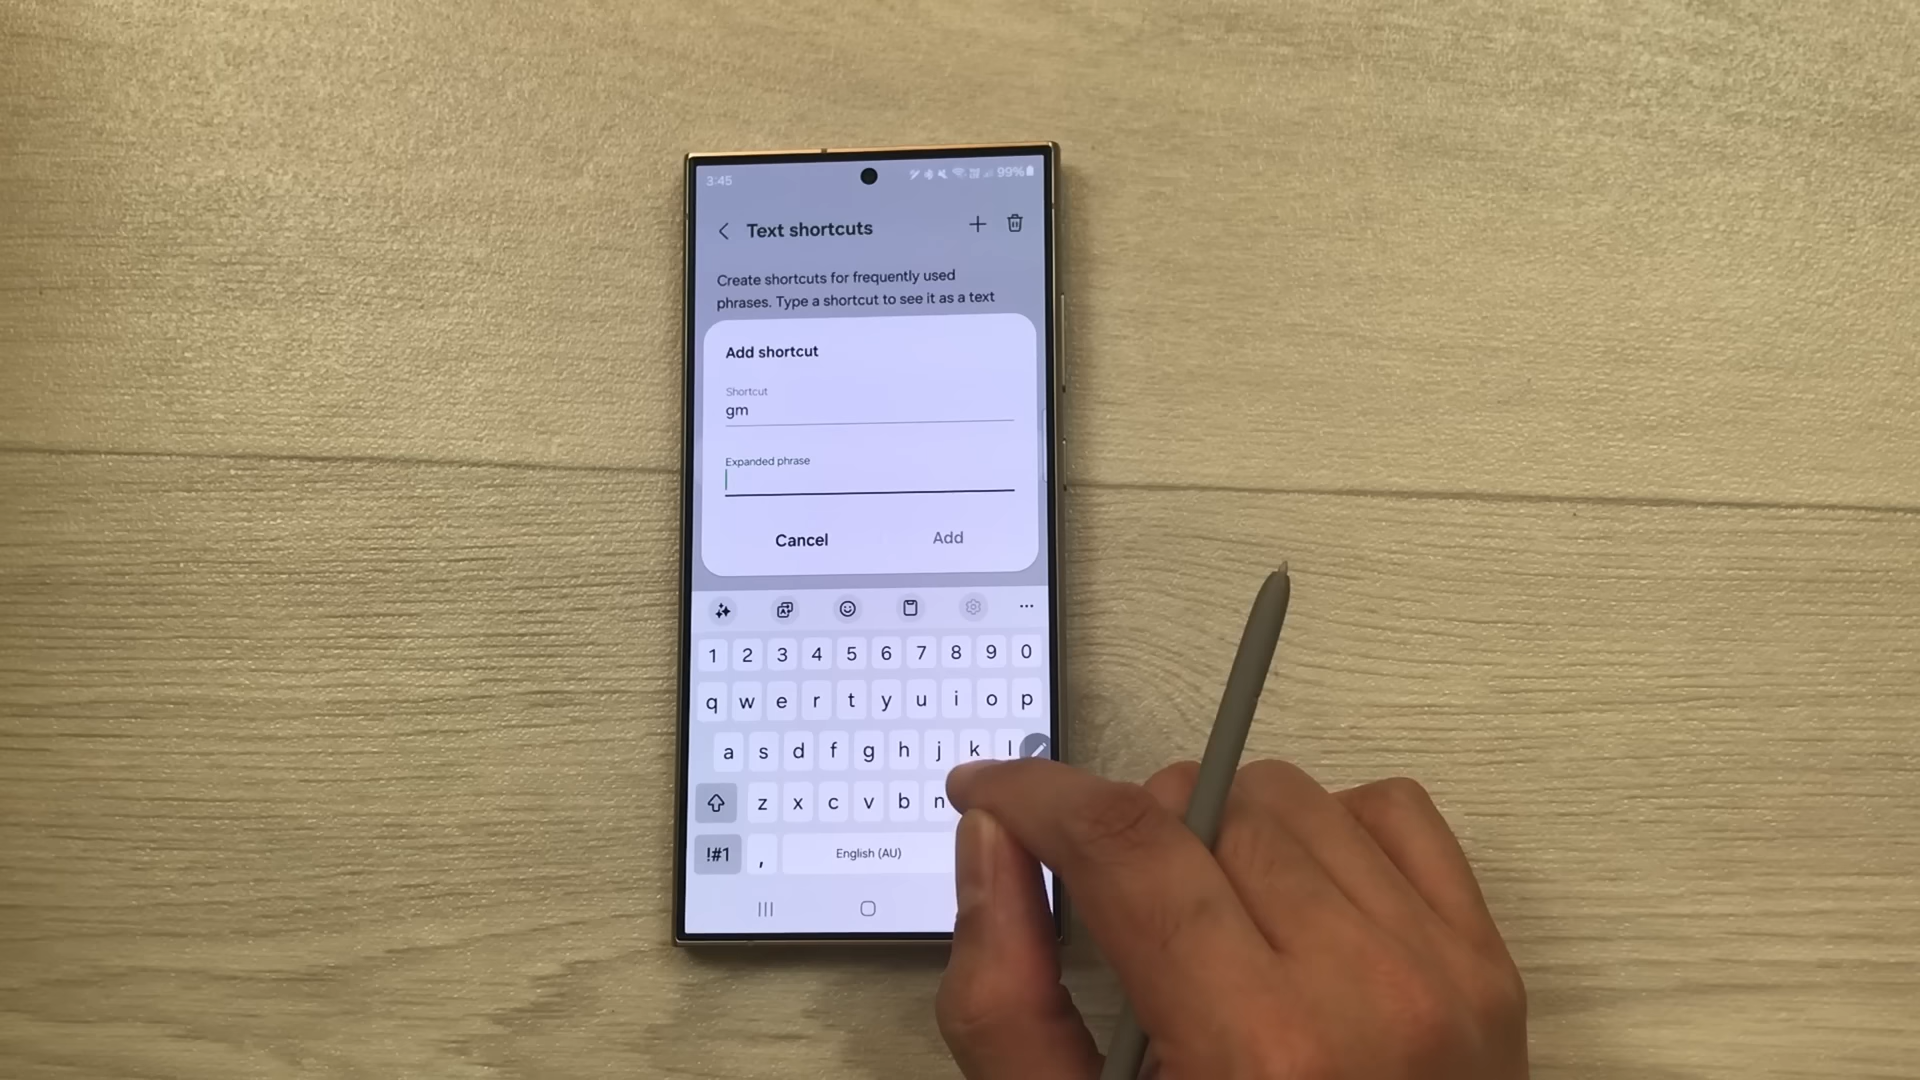 3:45
99%
Text shortcuts
Create shortcuts for frequently used
phrases. Type a shortcut to see it as a text
Add shortcut
Shortcut
gm
Expanded phrase
Cancel
Add
1 2 3 4 5 6 7 8 9 0
q w e r t y u i o p
a s d f g h j k l
z x c v b n
!#1 , English (AU)